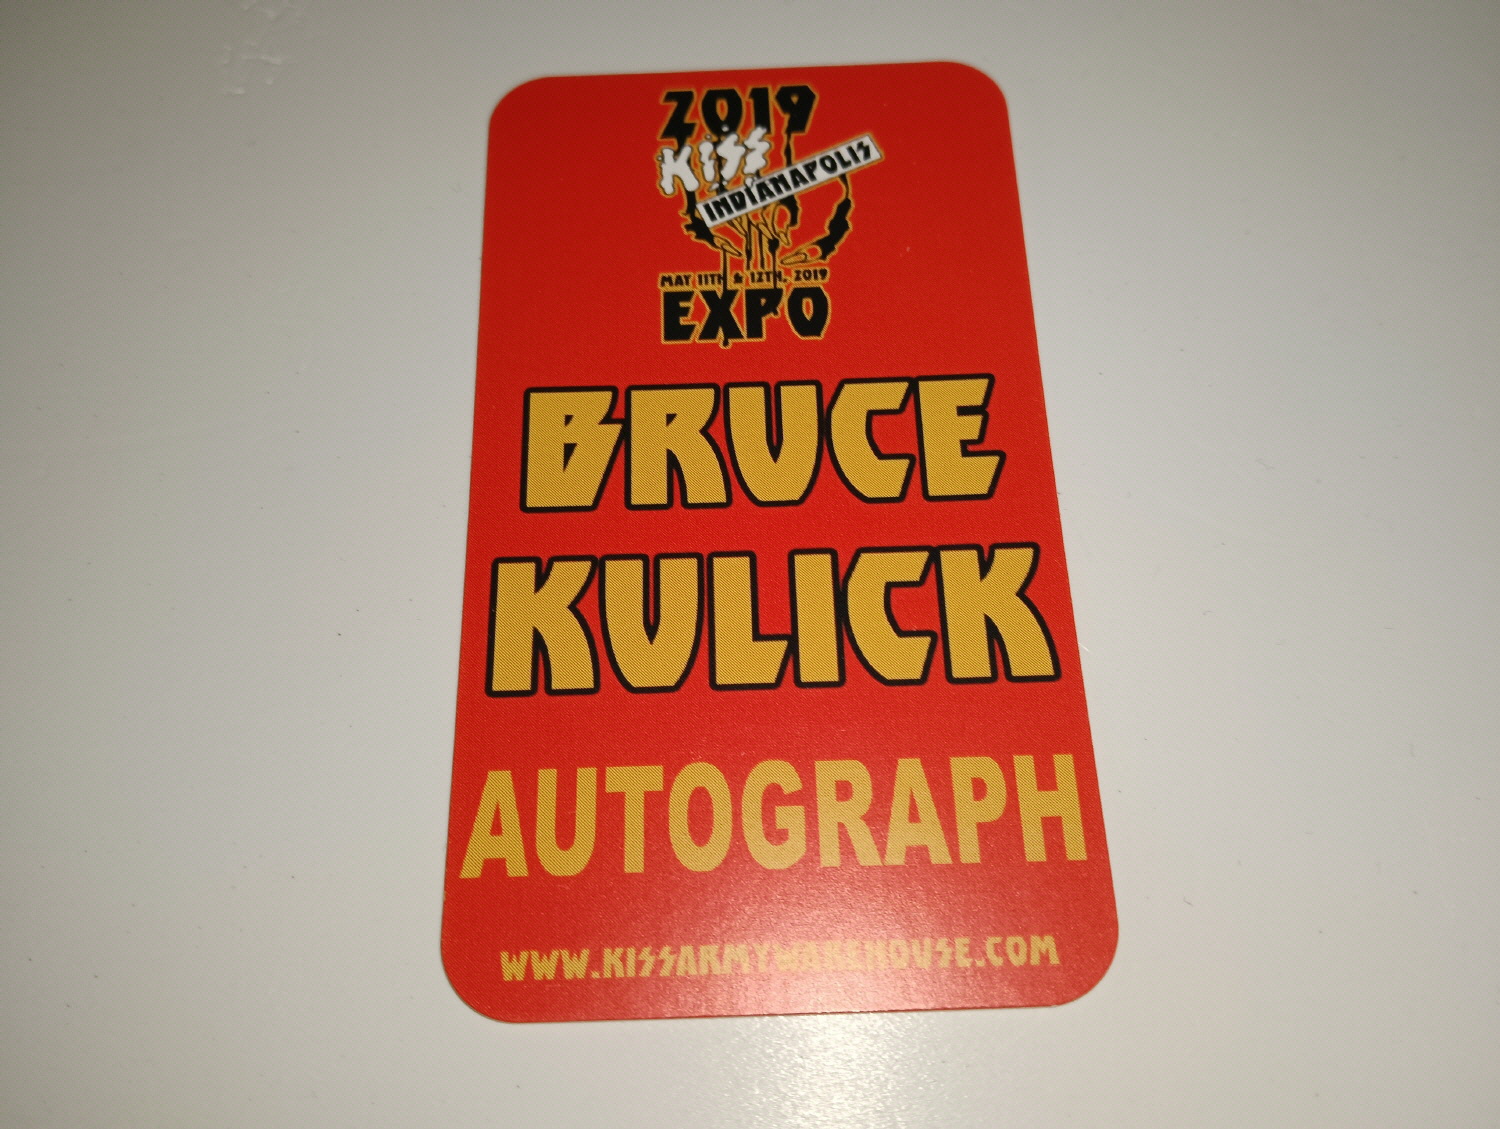 2019
KISS
INDIANAPOLIS
MAY 11TH & 12TH, 2019
EXPO
BRUCE
KULICK
AUTOGRAPH
WWW.KISSARMYWAREHOUSE.COM